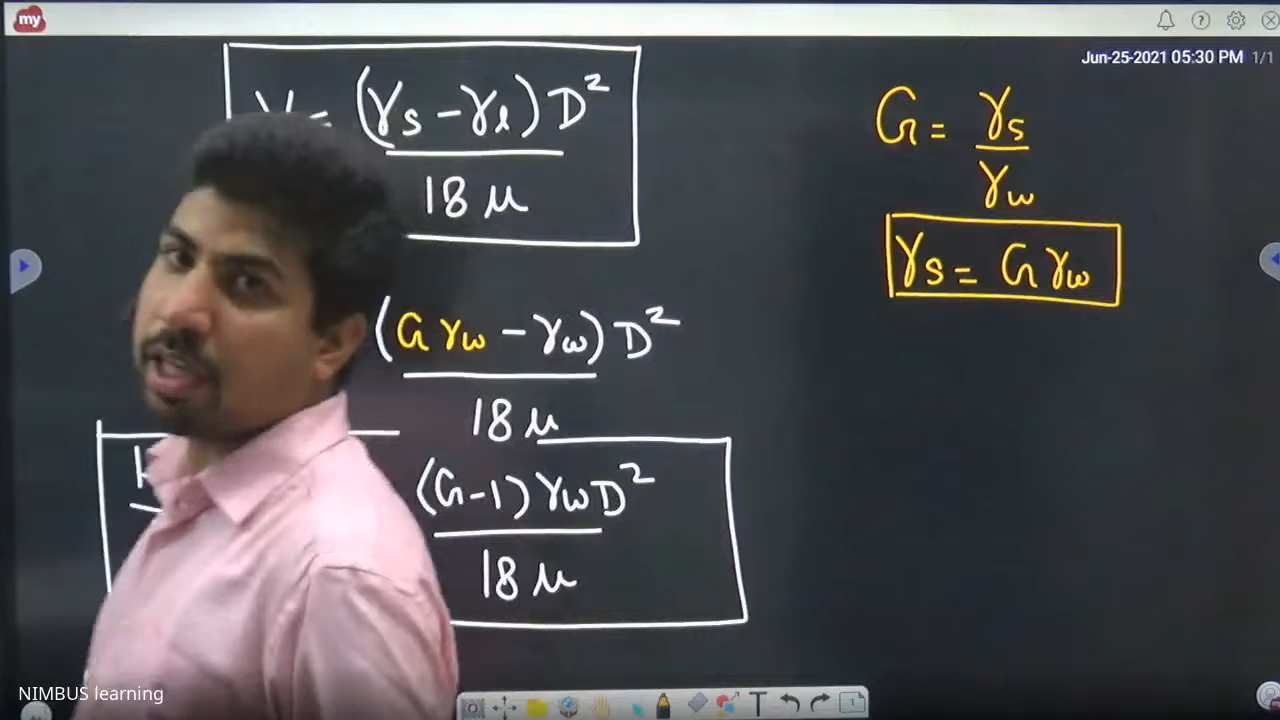 my
Jun-25-2021 05:30 PM 1/1
V = (γs - γl) D²
18 μ
G = γs
γw
γs = G γw
(G γw - γw) D²
18 μ
(G-1) γw D²
18 μ
T
1
NIMBUS learning